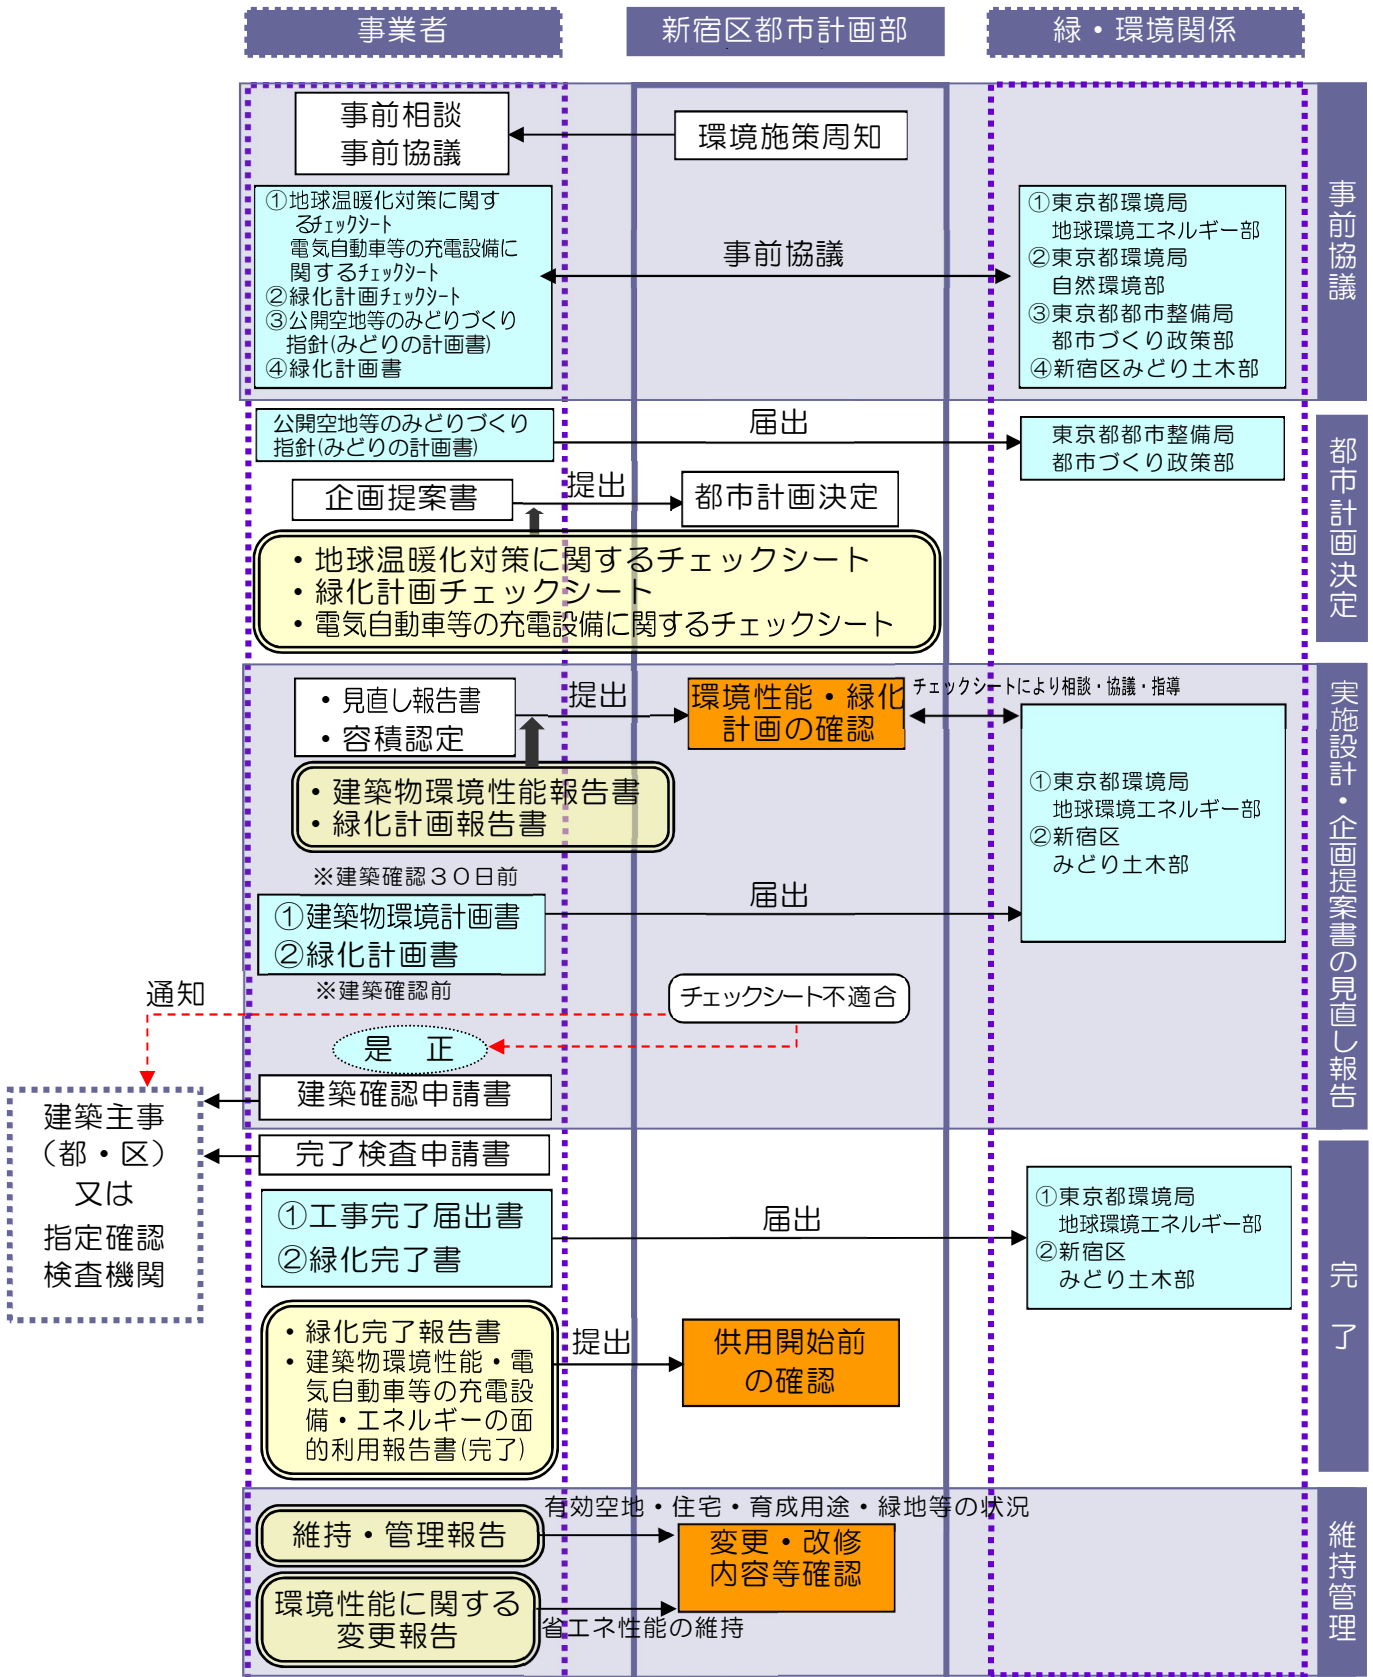 事業者
新宿区都市計画部
緑・環境関係
事前相談
事前協議
環境施策周知
①地球温暖化対策に関す
るチェックシート
電気自動車等の充電設備に
関するチェックシート
②緑化計画チェックシート
③公開空地等のみどりづくり
指針(みどりの計画書)
④緑化計画書
事前協議
①東京都環境局
地球環境エネルギー部
②東京都環境局
自然環境部
③東京都都市整備局
都市づくり政策部
④新宿区みどり土木部
事前協議
公開空地等のみどりづくり
指針(みどりの計画書)
届出
東京都都市整備局
都市づくり政策部
企画提案書
提出
都市計画決定
・地球温暖化対策に関するチェックシート
・緑化計画チェックシート
・電気自動車等の充電設備に関するチェックシート
都市計画決定
・見直し報告書
・容積認定
提出
環境性能・緑化
計画の確認
チェックシートにより相談・協議・指導
・建築物環境性能報告書
・緑化計画報告書
①東京都環境局
地球環境エネルギー部
②新宿区
みどり土木部
※建築確認30日前
①建築物環境計画書
②緑化計画書
届出
※建築確認前
チェックシート不適合
通知
是 正
建築確認申請書
実施設計・企画提案書の見直し報告
建築主事
(都・区)
又は
指定確認
検査機関
完了検査申請書
①工事完了届出書
②緑化完了書
届出
①東京都環境局
地球環境エネルギー部
②新宿区
みどり土木部
・緑化完了報告書
・建築物環境性能・電
気自動車等の充電設
備・エネルギーの面
的利用報告書(完了)
提出
供用開始前
の確認
完 了
有効空地・住宅・育成用途・緑地等の状況
維持・管理報告
変更・改修
内容等確認
環境性能に関する
変更報告
省エネ性能の維持
維持管理